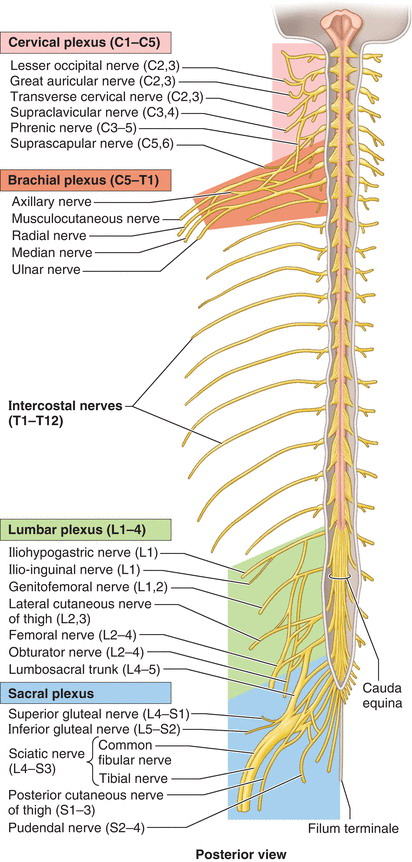 Cervical plexus (C1–C5)
Lesser occipital nerve (C2,3)
Great auricular nerve (C2,3)
Transverse cervical nerve (C2,3)
Supraclavicular nerve (C3,4)
Phrenic nerve (C3–5)
Suprascapular nerve (C5,6)
Brachial plexus (C5–T1)
Axillary nerve
Musculocutaneous nerve
Radial nerve
Median nerve
Ulnar nerve
Intercostal nerves
(T1–T12)
Lumbar plexus (L1–4)
Iliohypogastric nerve (L1)
Ilio-inguinal nerve (L1)
Genitofemoral nerve (L1,2)
Lateral cutaneous nerve
of thigh (L2,3)
Femoral nerve (L2–4)
Obturator nerve (L2–4)
Lumbosacral trunk (L4–5)
Sacral plexus
Superior gluteal nerve (L4–S1)
Inferior gluteal nerve (L5–S2)
Sciatic nerve
(L4–S3)
Common
fibular nerve
Tibial nerve
Posterior cutaneous nerve
of thigh (S1–3)
Pudendal nerve (S2–4)
Cauda
equina
Filum terminale
Posterior view